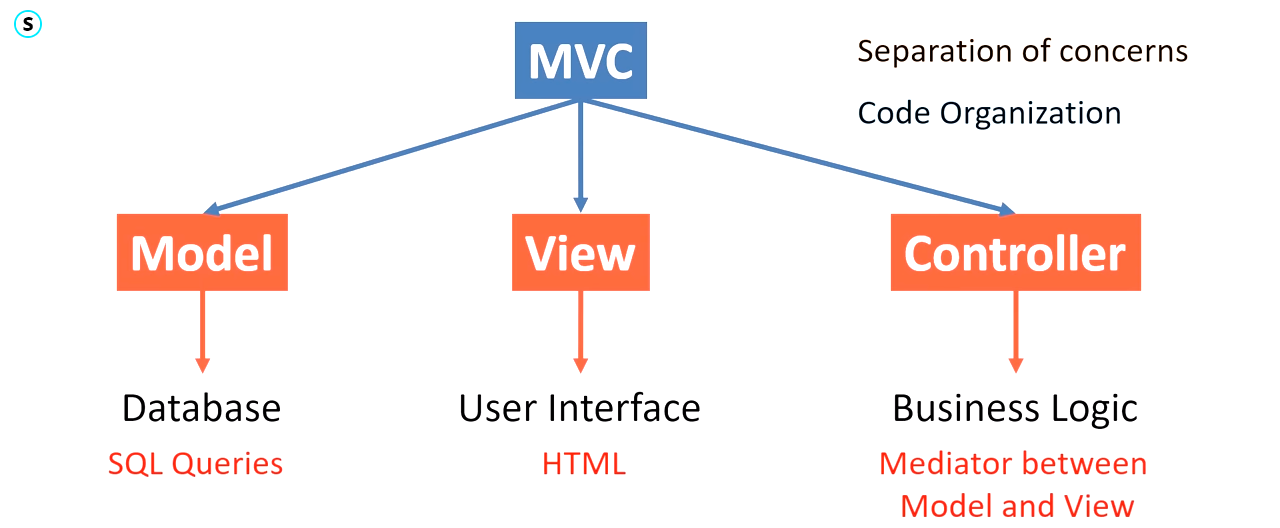 S
MVC
Separation of concerns
Code Organization
Model
View
Controller
Database
User Interface
Business Logic
SQL Queries
HTML
Mediator between
Model and View